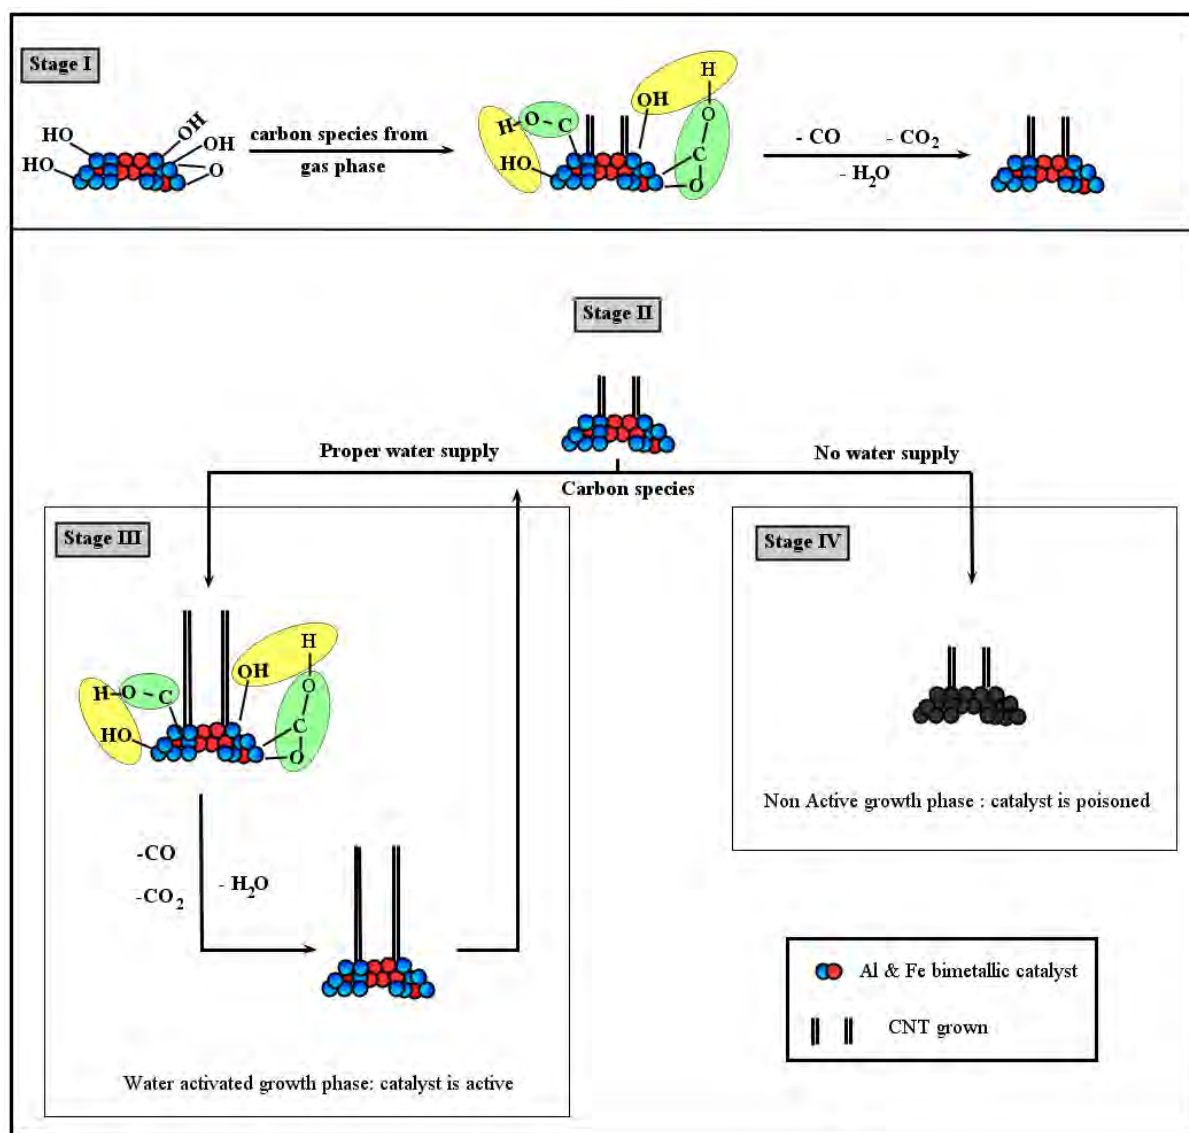 Stage I
HO
HO
OH
OH
O
carbon species from
gas phase
H-O-C
HO
OH
H
O
C
O
- CO - CO2
- H2O
Stage II
Proper water supply
No water supply
Carbon species
Stage III
H-O-C
HO
OH
H
O
C
O
-CO
-CO2
- H2O
Water activated growth phase: catalyst is active
Stage IV
Non Active growth phase : catalyst is poisoned
Al & Fe bimetallic catalyst
CNT grown